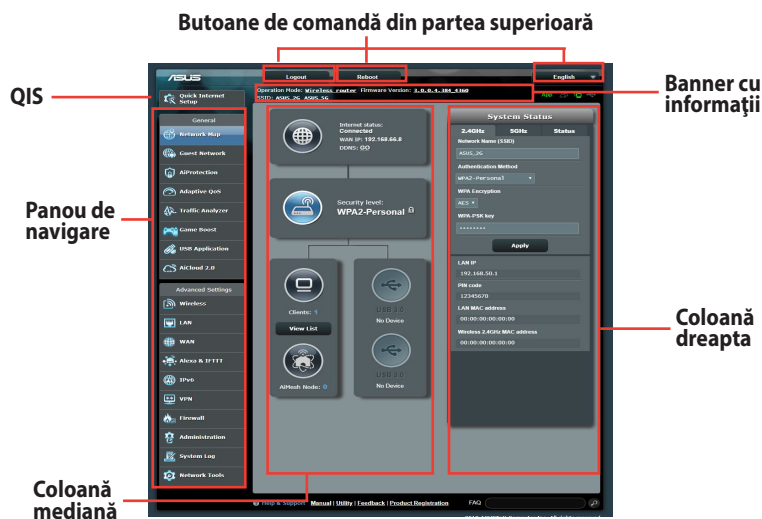 Butoane de comandă din partea superioară
QIS
Panou de
navigare
Banner cu
informaţii
Coloană
dreapta
Coloană
mediană
ASUS
Logout
Reboot
English
Quick Internet
Setup
Operation Mode: Wireless router Firmware Version: 3.0.0.4.384_4360
SSID: ASUS_2G ASUS_5G
App
General
Network Map
Guest Network
AiProtection
Adaptive QoS
Traffic Analyzer
Game Boost
USB Application
AiCloud 2.0
Advanced Settings
Wireless
LAN
WAN
Alexa & IFTTT
IPv6
VPN
Firewall
Administration
System Log
Network Tools
Internet status:
Connected
WAN IP: 192.168.66.8
DDNS: GO
Security level:
WPA2-Personal
Clients: 1
View List
AiMesh Node: 0
USB 3.0
No Device
No Device
System Status
2.4GHz 5GHz Status
Network Name (SSID)
ASUS_2G
Authentication Method
WPA2-Personal
WPA Encryption
AES
WPA-PSK key
••••••••
Apply
LAN IP
192.168.50.1
PIN code
12345670
LAN MAC address
00:00:00:00:00:00
Wireless 2.4GHz MAC address
00:00:00:00:00:00
Help & Support Manual | Utility | Feedback | Product Registration FAQ